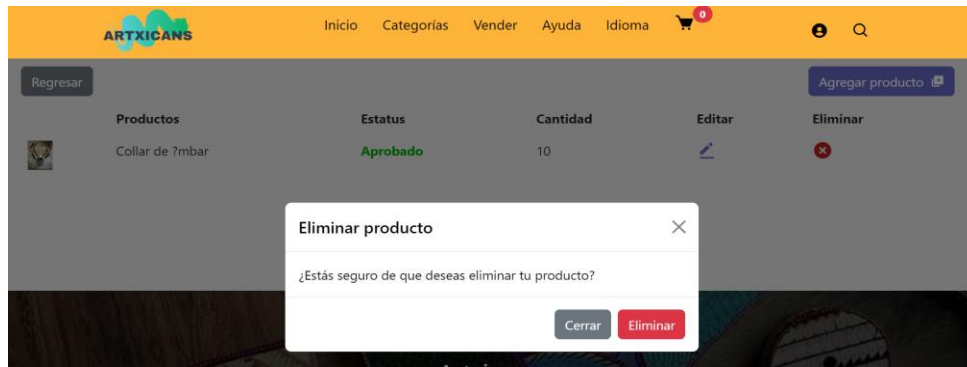 ARTXICANS Inicio Categorías Vender Ayuda Idioma 0
Regresar Agregar producto
Productos Estatus Cantidad Editar Eliminar
Collar de ?mbar Aprobado 10
Eliminar producto
¿Estás seguro de que deseas eliminar tu producto?
Cerrar Eliminar